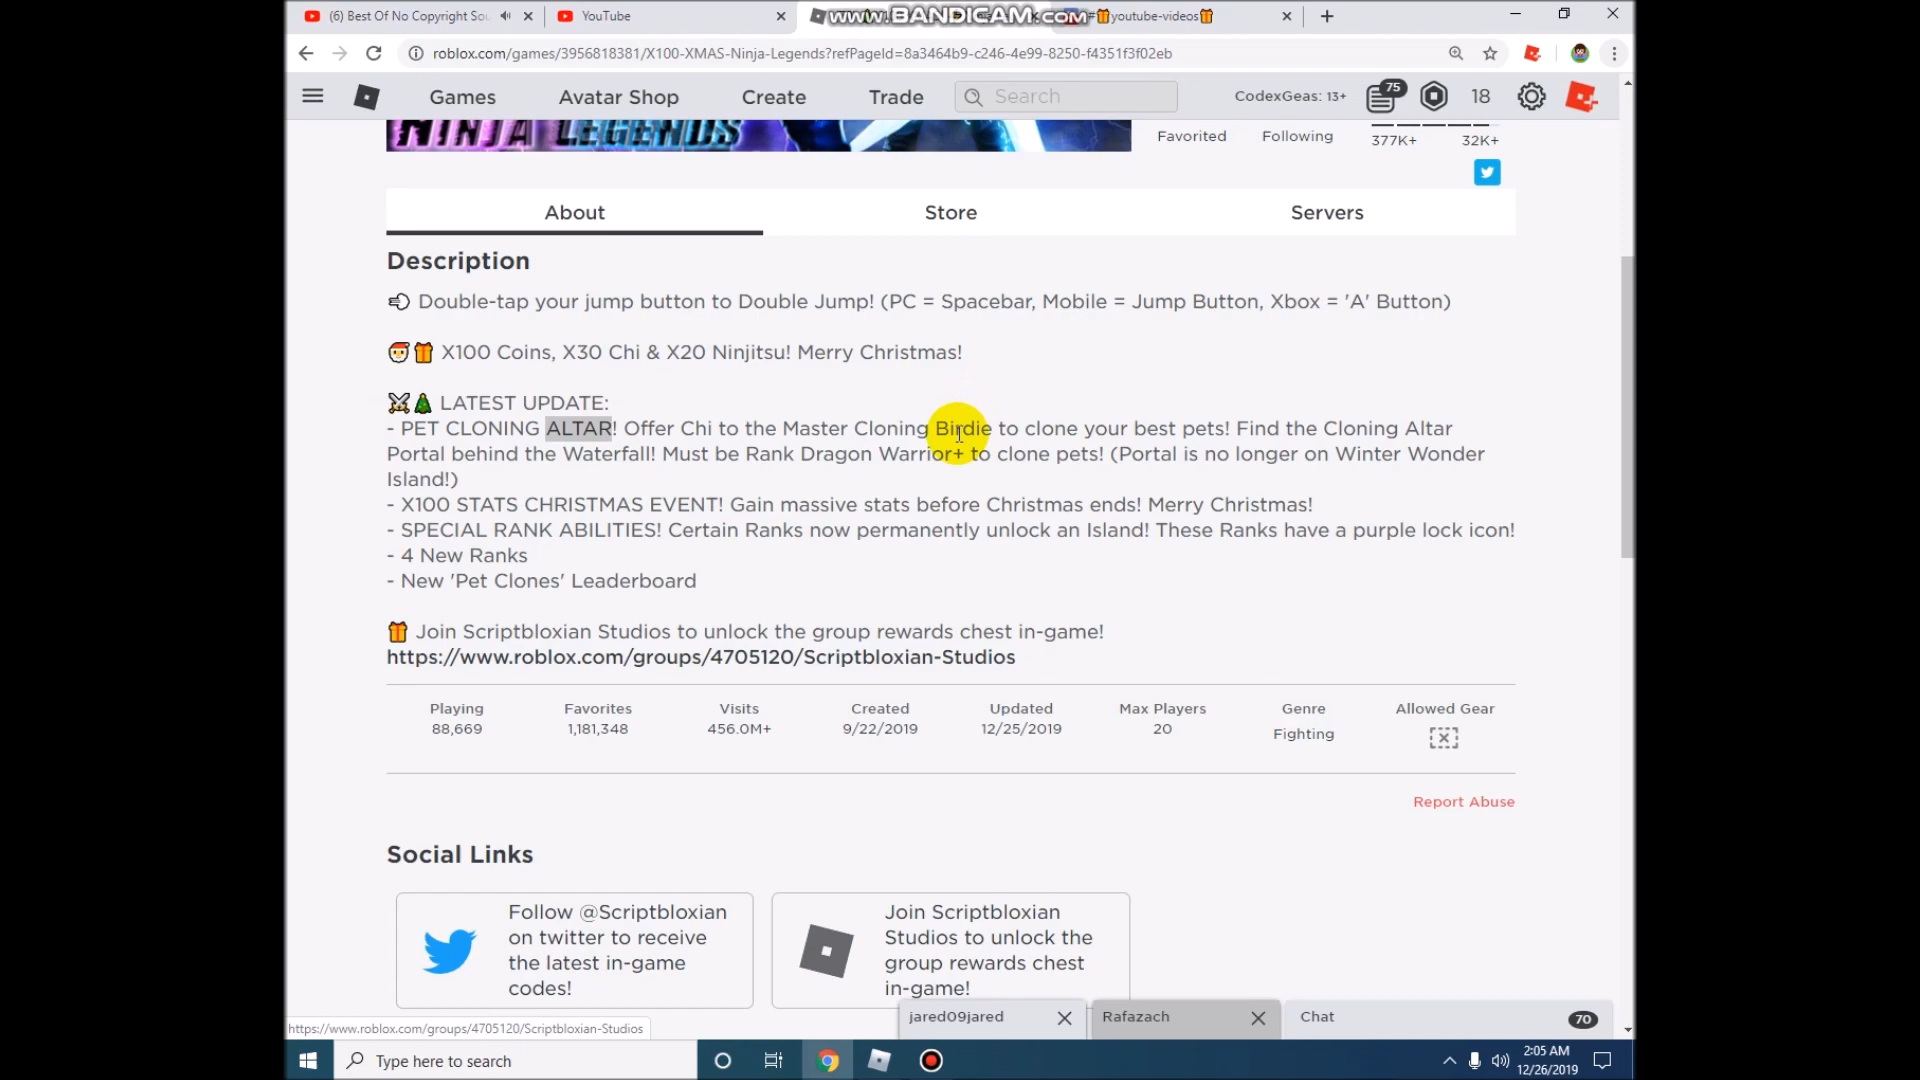 (6) Best Of No Copyright Sou
YouTube
www.BANDICAM.com
#🎁youtube-videos🎁
roblox.com/games/3956818381/X100-XMAS-Ninja-Legends?refPageId=8a3464b9-c246-4e99-8250-f4351f3f02eb
Games
Avatar Shop
Create
Trade
Search
CodexGeas: 13+
75
18
NINJA LEGENDS
Favorited
Following
377K+
32K+
About
Store
Servers
Description
Double-tap your jump button to Double Jump! (PC = Spacebar, Mobile = Jump Button, Xbox = 'A' Button)
🎅🎁 X100 Coins, X30 Chi & X20 Ninjitsu! Merry Christmas!
⚔️🎄 LATEST UPDATE:
- PET CLONING ALTAR! Offer Chi to the Master Cloning Birdie to clone your best pets! Find the Cloning Altar
Portal behind the Waterfall! Must be Rank Dragon Warrior+ to clone pets! (Portal is no longer on Winter Wonder
Island!)
- X100 STATS CHRISTMAS EVENT! Gain massive stats before Christmas ends! Merry Christmas!
- SPECIAL RANK ABILITIES! Certain Ranks now permanently unlock an Island! These Ranks have a purple lock icon!
- 4 New Ranks
- New 'Pet Clones' Leaderboard
🎁 Join Scriptbloxian Studios to unlock the group rewards chest in-game!
https://www.roblox.com/groups/4705120/Scriptbloxian-Studios
Playing
Favorites
Visits
Created
Updated
Max Players
Genre
Allowed Gear
88,669
1,181,348
456.0M+
9/22/2019
12/25/2019
20
Fighting
Report Abuse
Social Links
Follow @Scriptbloxian
on twitter to receive
the latest in-game
codes!
Join Scriptbloxian
Studios to unlock the
group rewards chest
in-game!
jared09jared
Rafazach
Chat
70
https://www.roblox.com/groups/4705120/Scriptbloxian-Studios
Type here to search
2:05 AM
12/26/2019